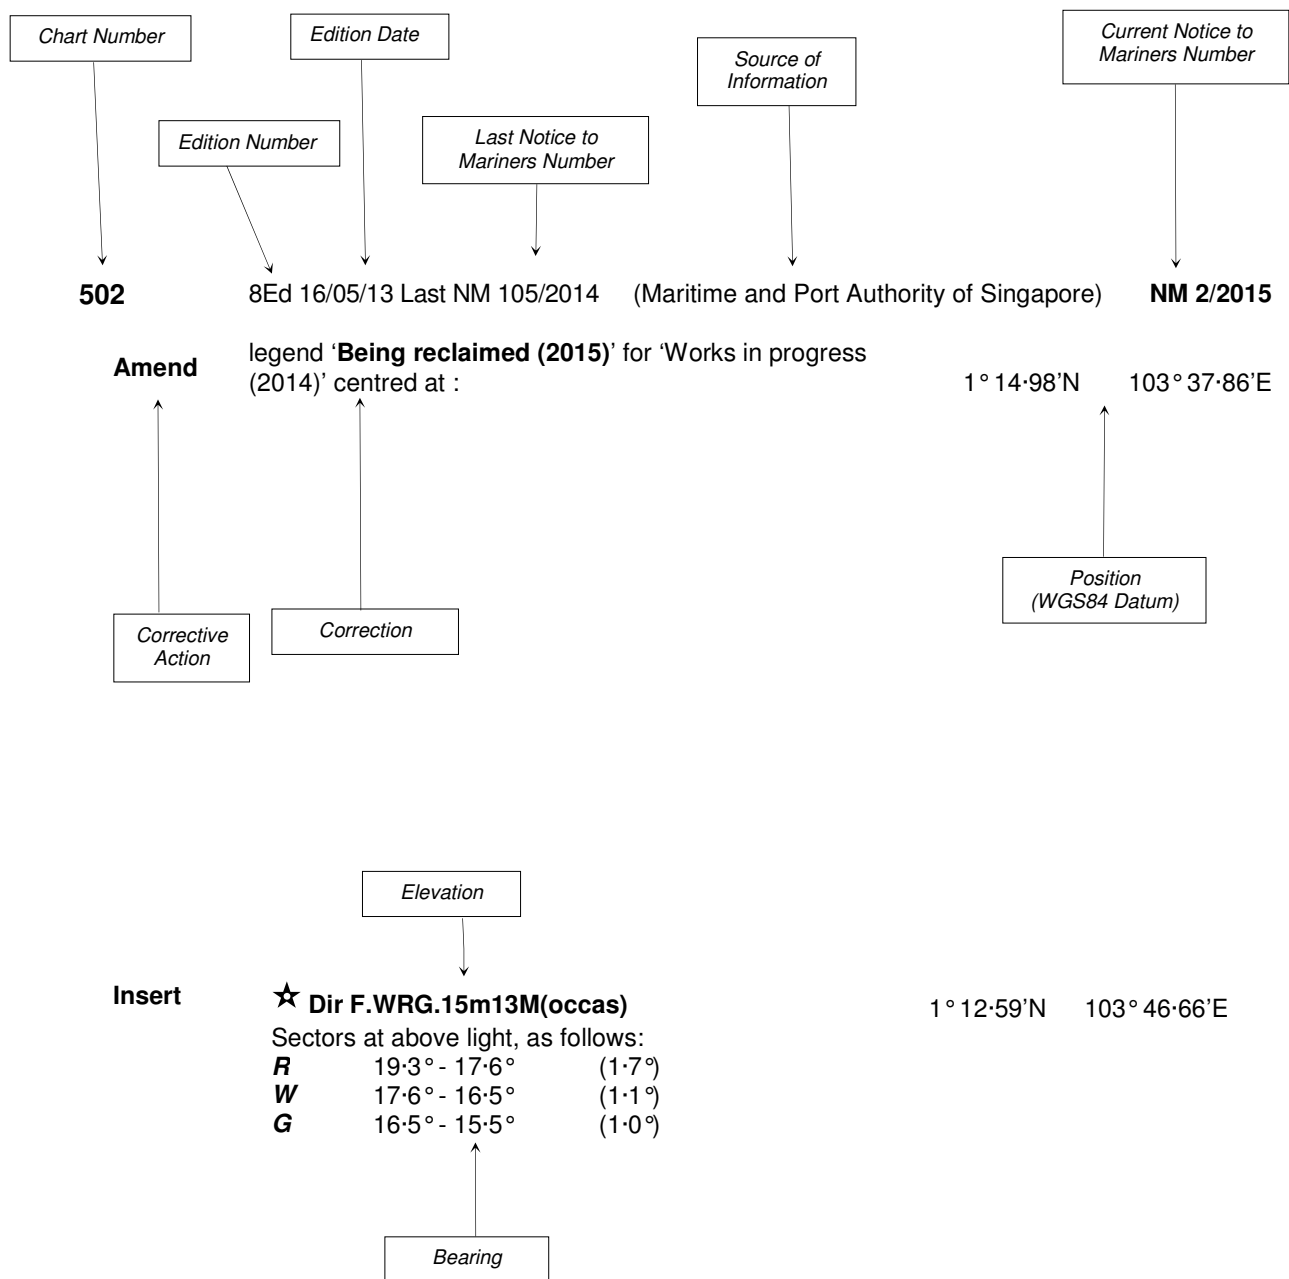 Chart Number
Edition Date
Current Notice to
Mariners Number
Source of
Information
Edition Number
Last Notice to
Mariners Number
502 8Ed 16/05/13 Last NM 105/2014 (Maritime and Port Authority of Singapore) NM 2/2015
Amend legend ‘Being reclaimed (2015)’ for ‘Works in progress
(2014)’ centred at : 1° 14·98’N 103° 37·86’E
Position
(WGS84 Datum)
Corrective
Action
Correction
Elevation
Insert Dir F.WRG.15m13M(occas) 1° 12·59’N 103° 46·66’E
Sectors at above light, as follows:
R 19·3° - 17·6° (1·7°)
W 17·6° - 16·5° (1·1°)
G 16·5° - 15·5° (1·0°)
Bearing